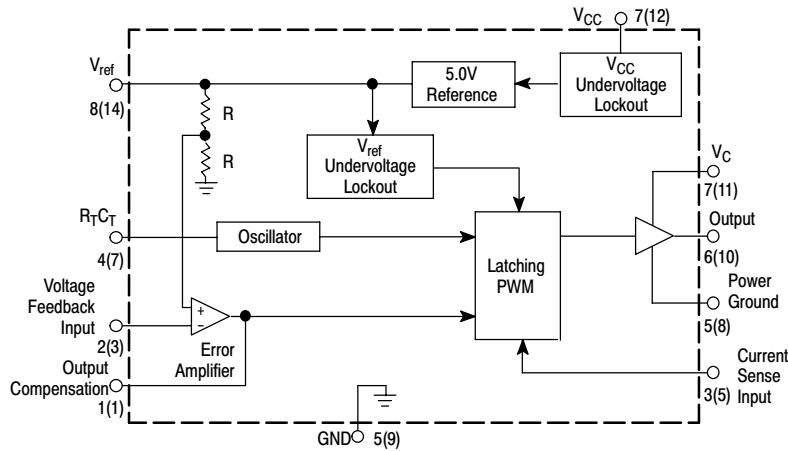 VCC 7(12)
Vref
8(14)
R
R
5.0V
Reference
VCC
Undervoltage
Lockout
Vref
Undervoltage
Lockout
VC
7(11)
RTCT
4(7)
Oscillator
Latching
PWM
Output
6(10)
Voltage
Feedback
Input
2(3)
+
−
Error
Amplifier
Power
Ground
5(8)
Output
Compensation
1(1)
Current
Sense
Input
3(5)
GND 5(9)